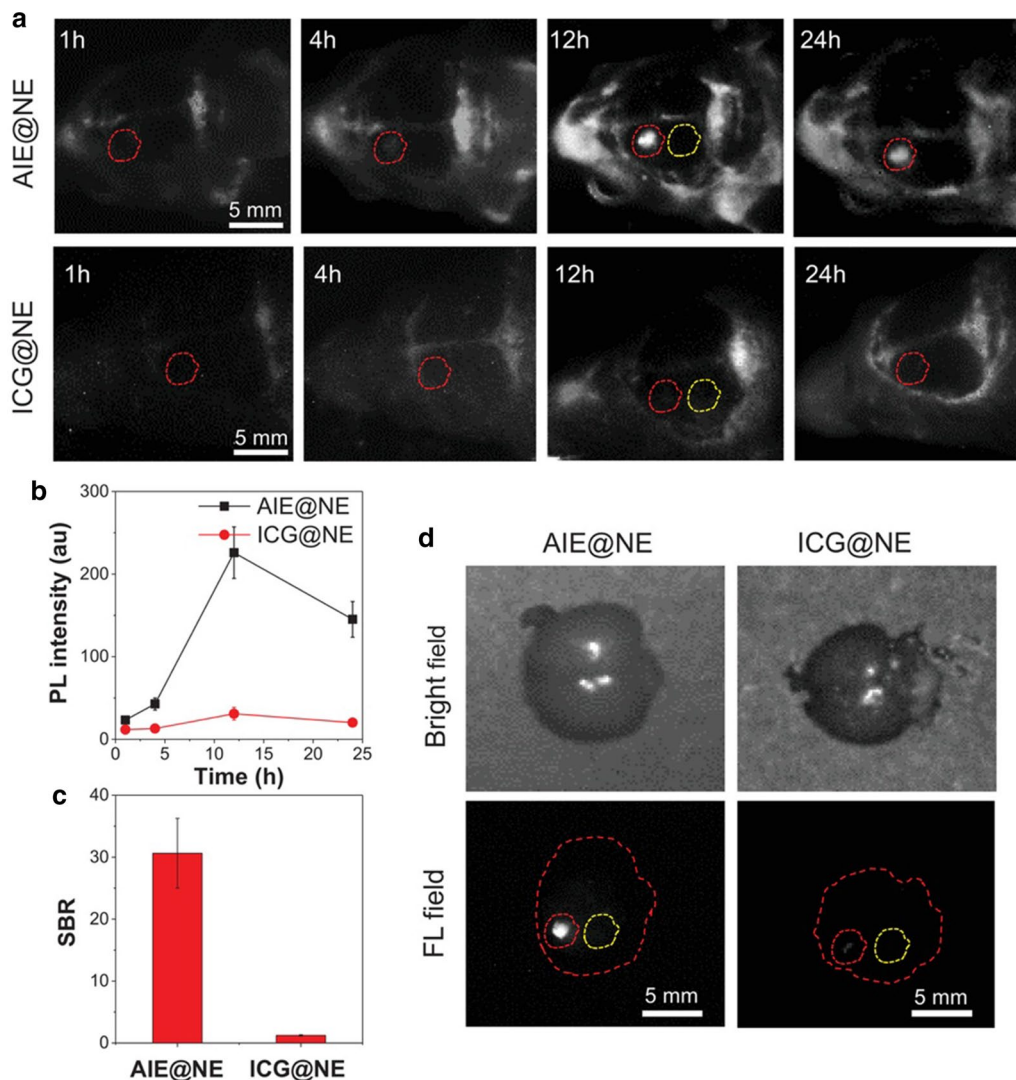 a
1h 4h 12h 24h
AIE@NE
5 mm
1h 4h 12h 24h
ICG@NE
5 mm
b
300
200
100
0
PL intensity (au)
AIE@NE
ICG@NE
0 5 10 15 20 25
Time (h)
c
40
30
20
10
0
SBR
AIE@NE ICG@NE
d
AIE@NE ICG@NE
Bright field
FL field
5 mm 5 mm